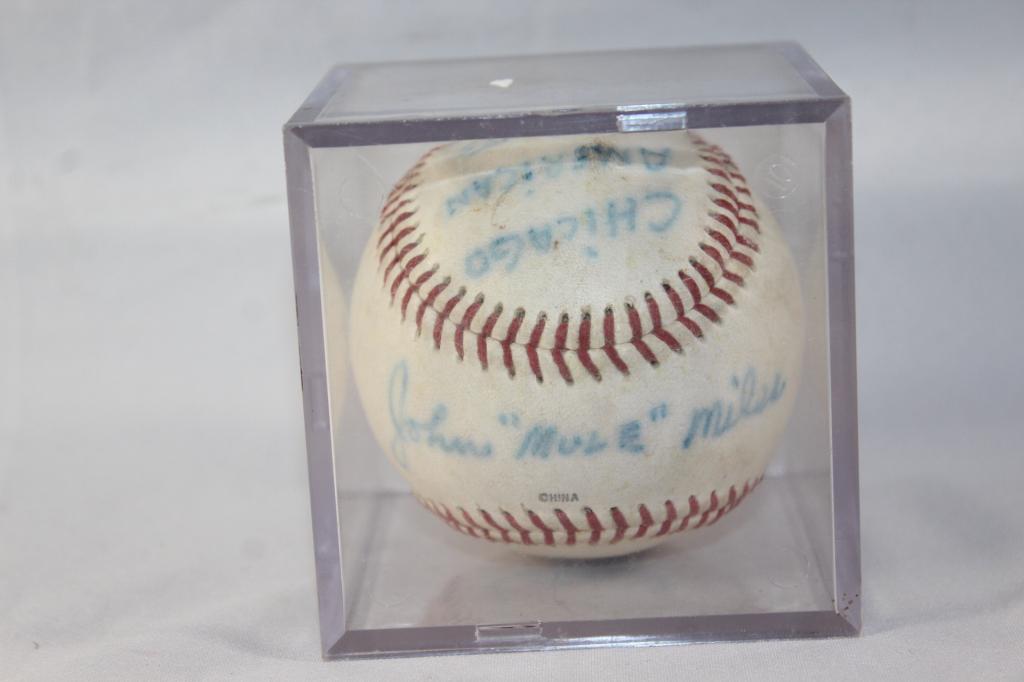 CHICAGO
AMERICAN
John "MULE" Miles
CHINA